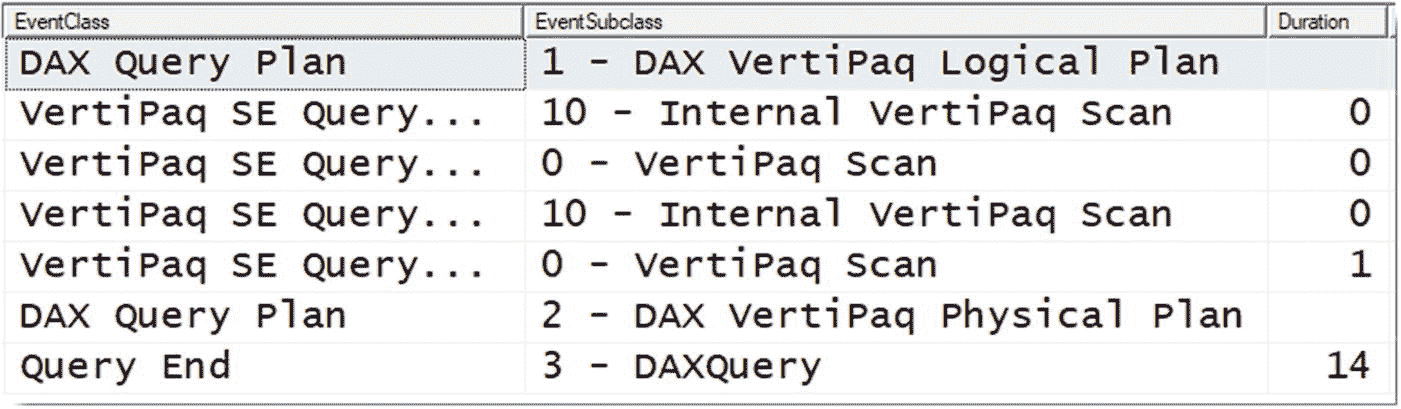 EventClass EventSubclass Duration
DAX Query Plan 1 - DAX VertiPaq Logical Plan
VertiPaq SE Query... 10 - Internal VertiPaq Scan 0
VertiPaq SE Query... 0 - VertiPaq Scan 0
VertiPaq SE Query... 10 - Internal VertiPaq Scan 0
VertiPaq SE Query... 0 - VertiPaq Scan 1
DAX Query Plan 2 - DAX VertiPaq Physical Plan
Query End 3 - DAXQuery 14